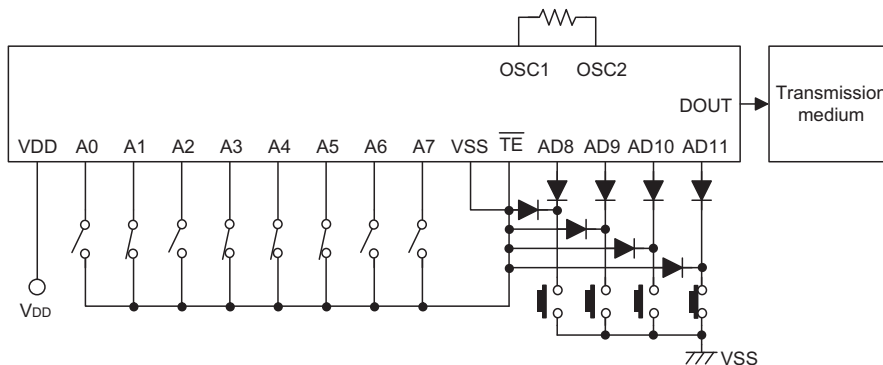 OSC1 OSC2
DOUT
Transmission
medium
VDD A0 A1 A2 A3 A4 A5 A6 A7 VSS TE AD8 AD9 AD10 AD11
VDD
VSS